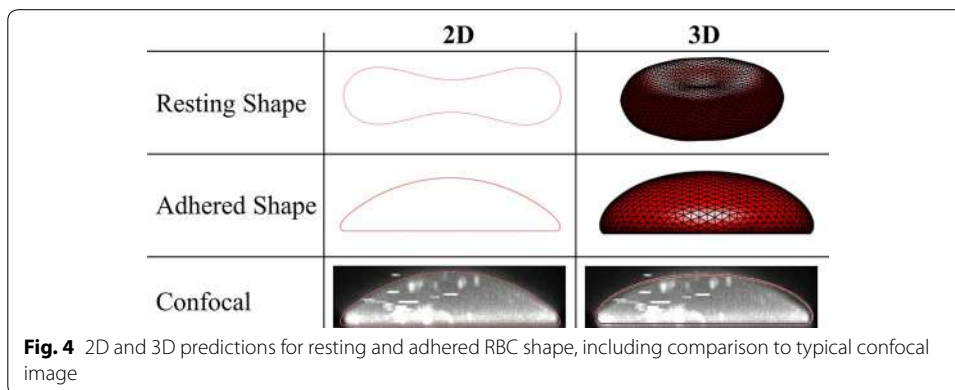 2D 3D
Resting Shape
Adhered Shape
Confocal
Fig. 4 2D and 3D predictions for resting and adhered RBC shape, including comparison to typical confocal
image